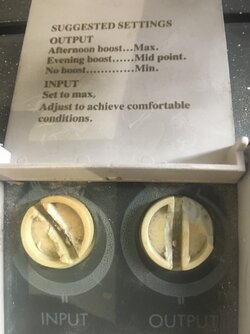 SUGGESTED SETTINGS
OUTPUT
Afternoon boost...Max.
Evening boost......Mid point.
No boost..............Min.
INPUT
Set to max,
Adjust to achieve comfortable
conditions.
INPUT OUTPUT